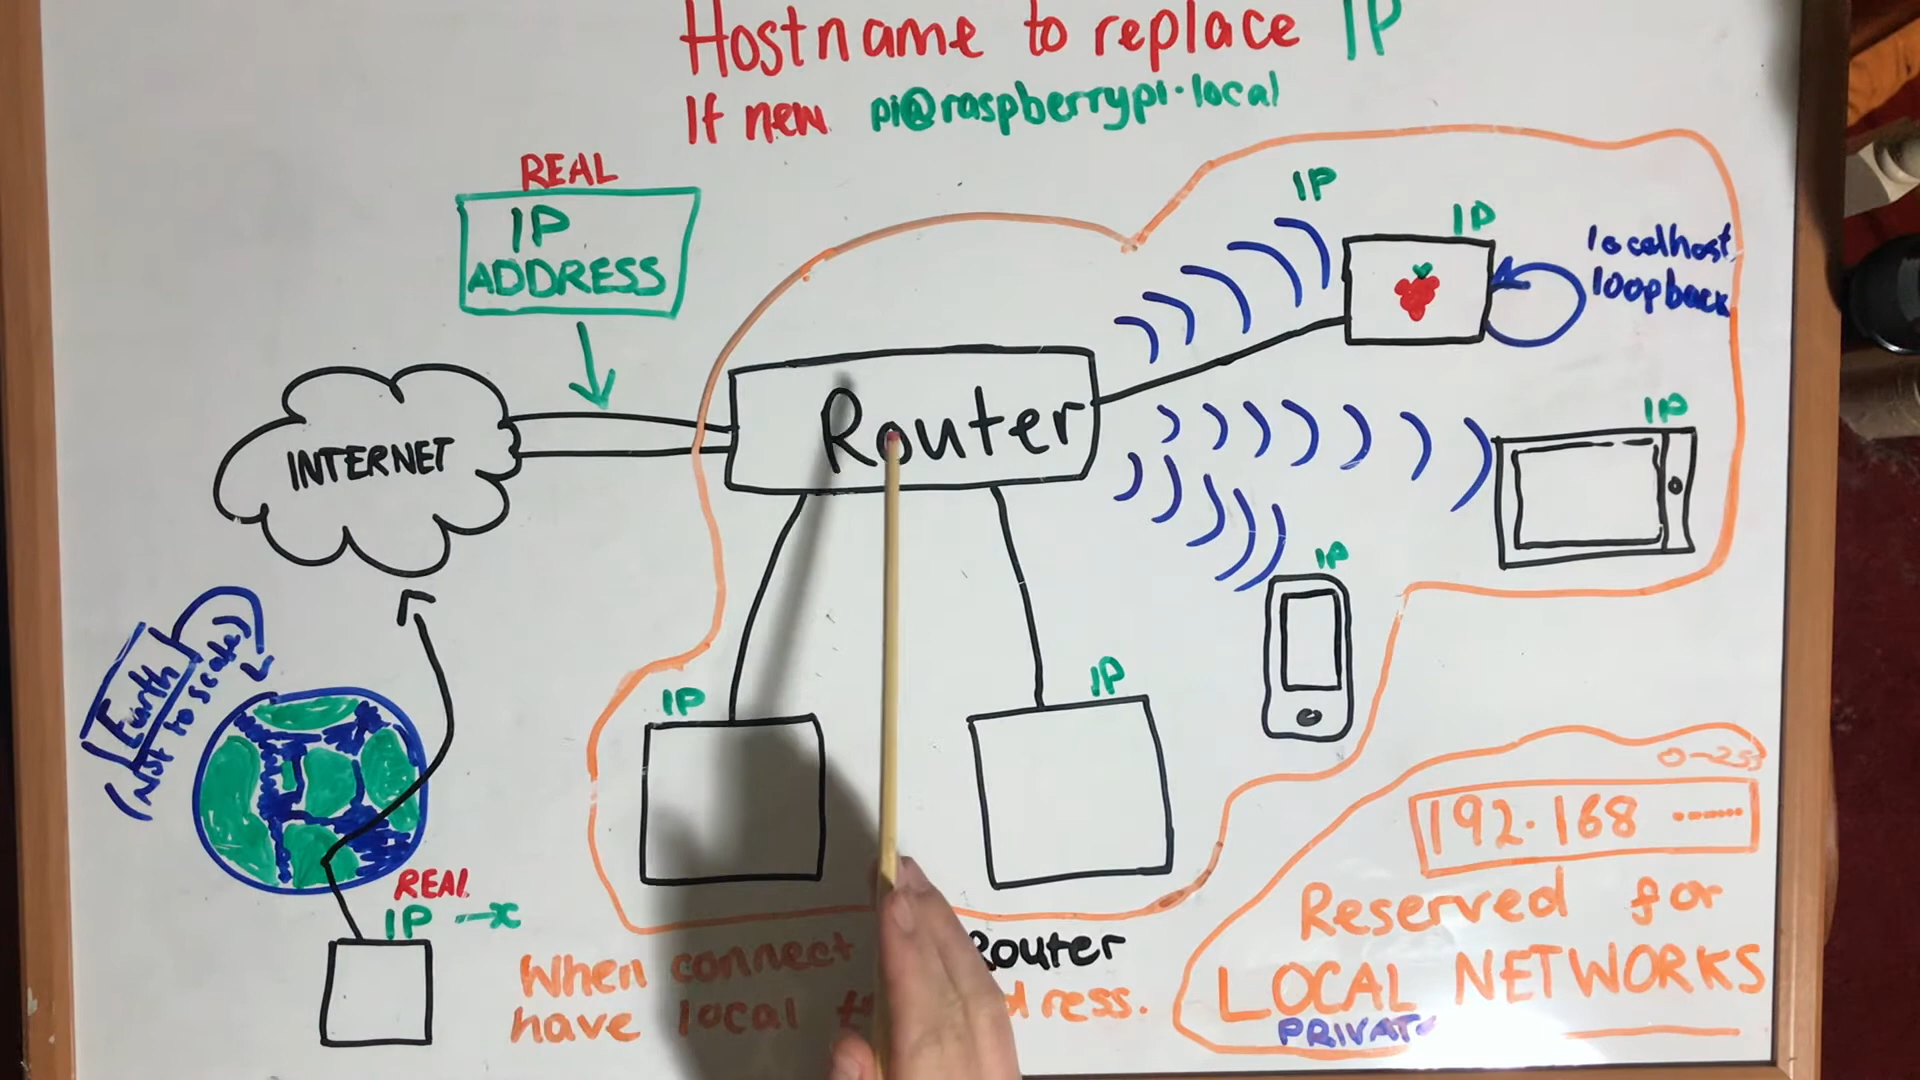 Hostname to replace IP
If new pi@raspberrypi.local
REAL
IP
ADDRESS
IP
IP
localhost
loopback
Router
INTERNET
IP
IP
Earth
(Not to scale)
IP
IP
REAL
IP -x
0-255
192.168 .......
Reserved for
LOCAL NETWORKS
PRIVATE
When connect Router
have local dress.